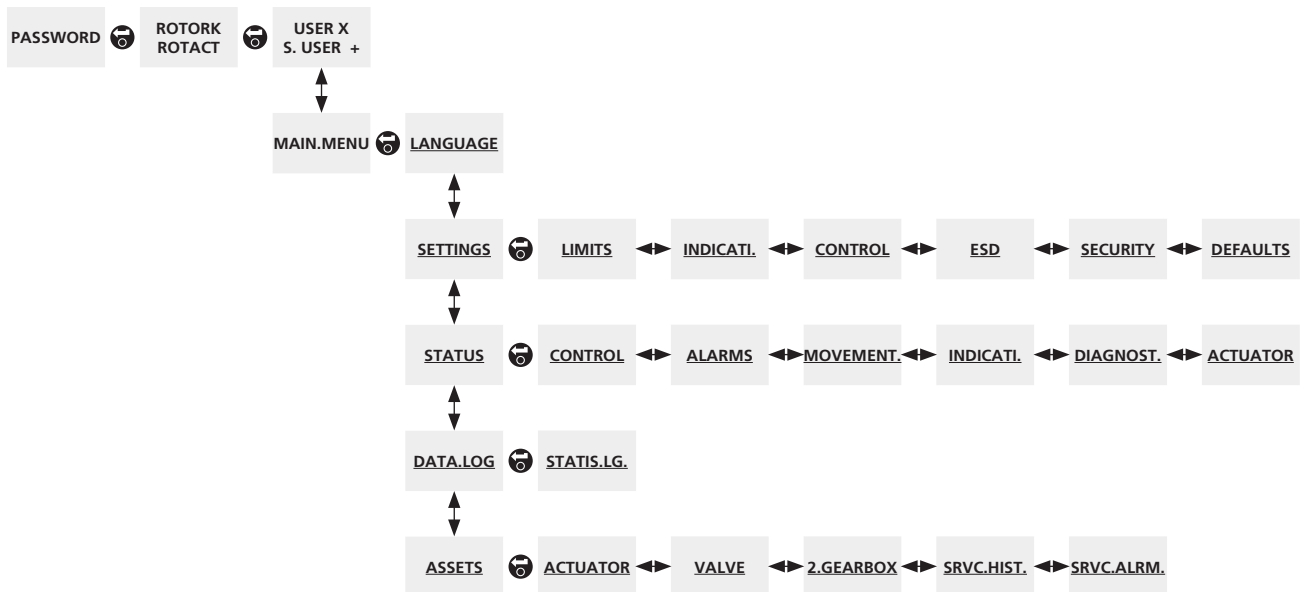 PASSWORD
ROTORK
ROTACT
USER X
S. USER +
MAIN.MENU
LANGUAGE
SETTINGS
LIMITS
INDICATI.
CONTROL
ESD
SECURITY
DEFAULTS
STATUS
CONTROL
ALARMS
MOVEMENT.
INDICATI.
DIAGNOST.
ACTUATOR
DATA.LOG
STATIS.LG.
ASSETS
ACTUATOR
VALVE
2.GEARBOX
SRVC.HIST.
SRVC.ALRM.